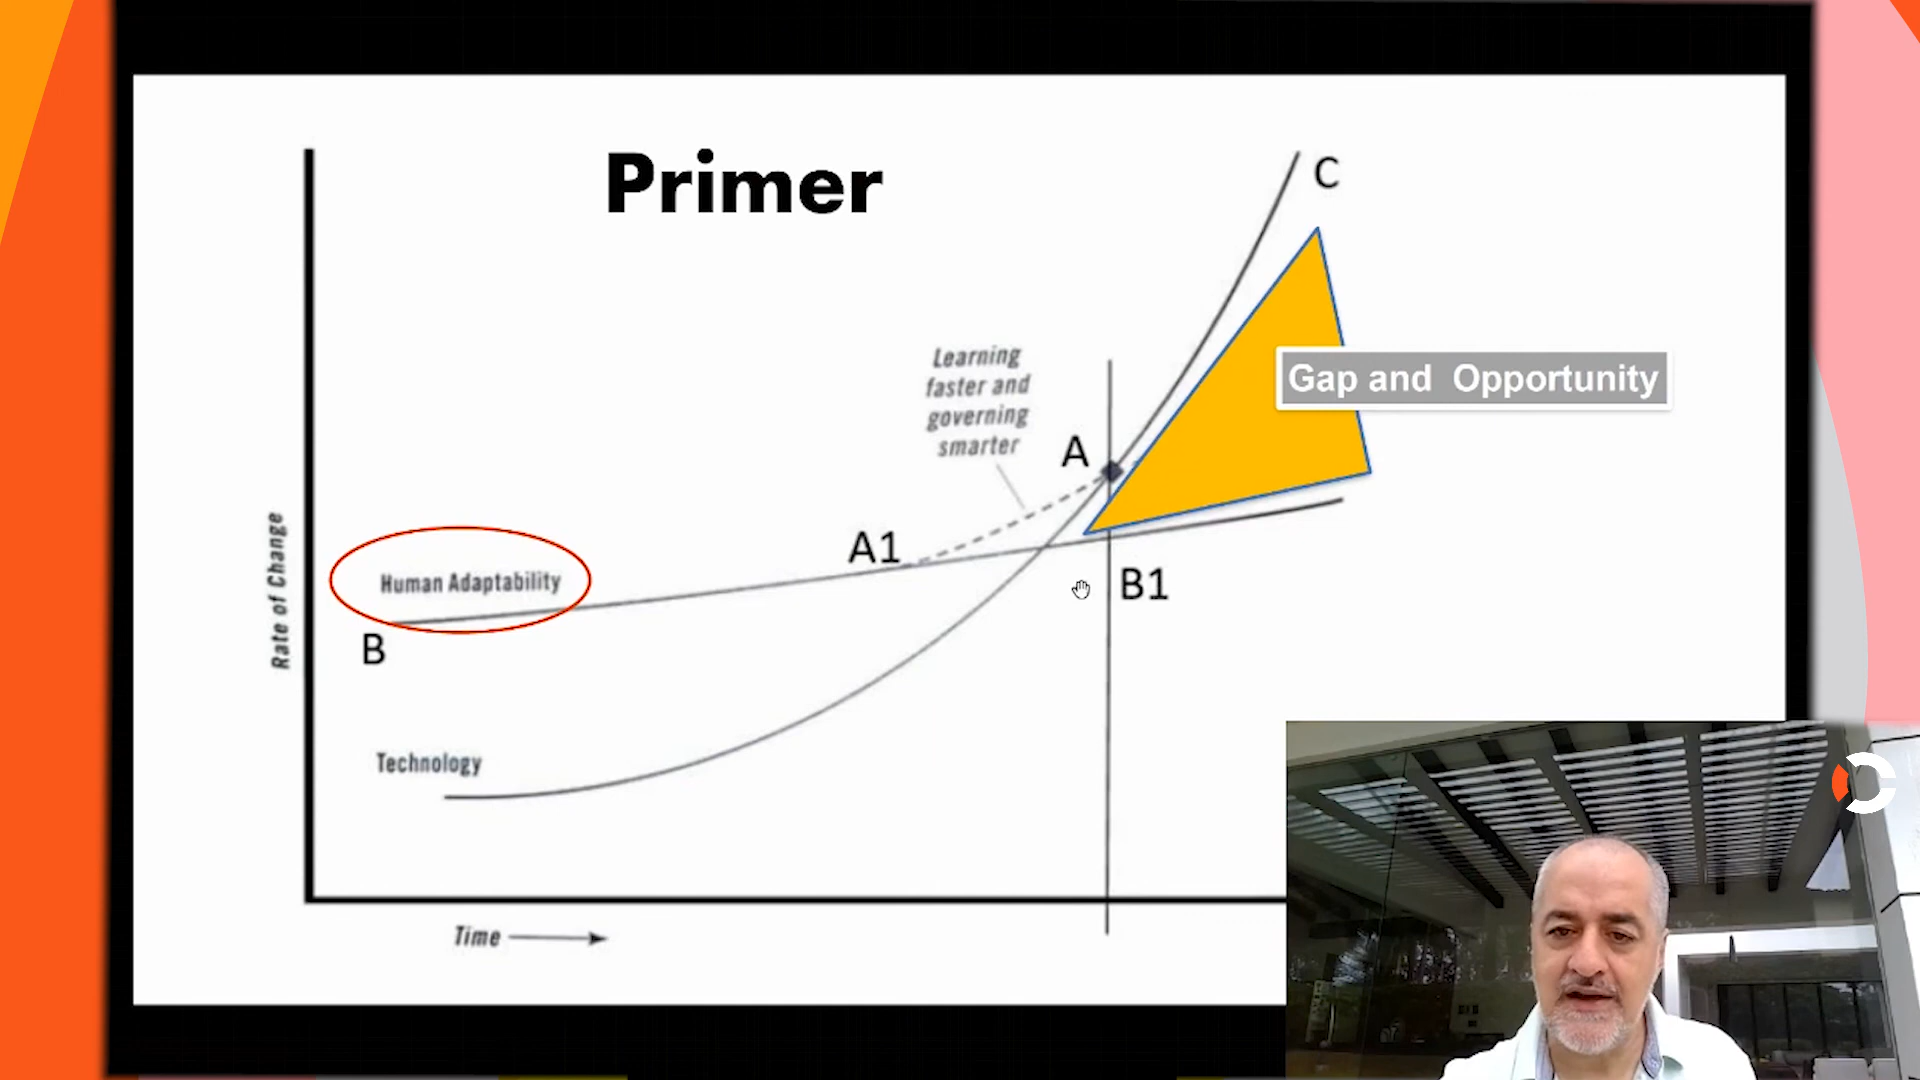 Primer
C
Learning
faster and
governing
smarter
Gap and Opportunity
A
A1
Human Adaptability
B1
B
Rate of Change
Technology
Time